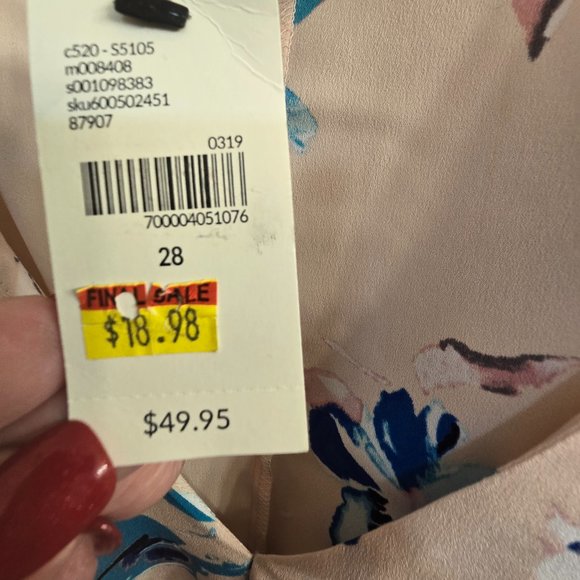 c520 - S5105
m008408
s001098383
sku600502451
87907
0319
700004051076
28
FINAL SALE
$18.98
$49.95